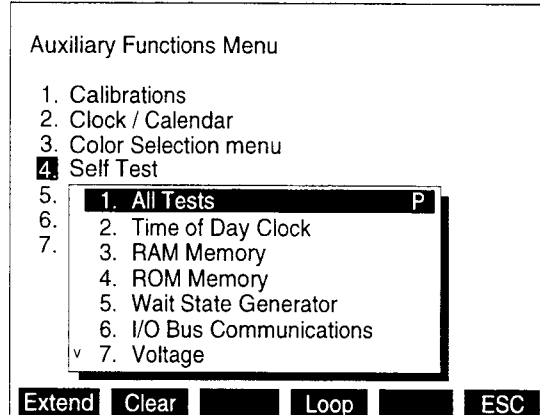 Auxiliary Functions Menu
1. Calibrations
2. Clock / Calendar
3. Color Selection menu
4. Self Test
5.
6.
7.
1. All Tests P
2. Time of Day Clock
3. RAM Memory
4. ROM Memory
5. Wait State Generator
6. I/O Bus Communications
v 7. Voltage
Extend Clear Loop ESC